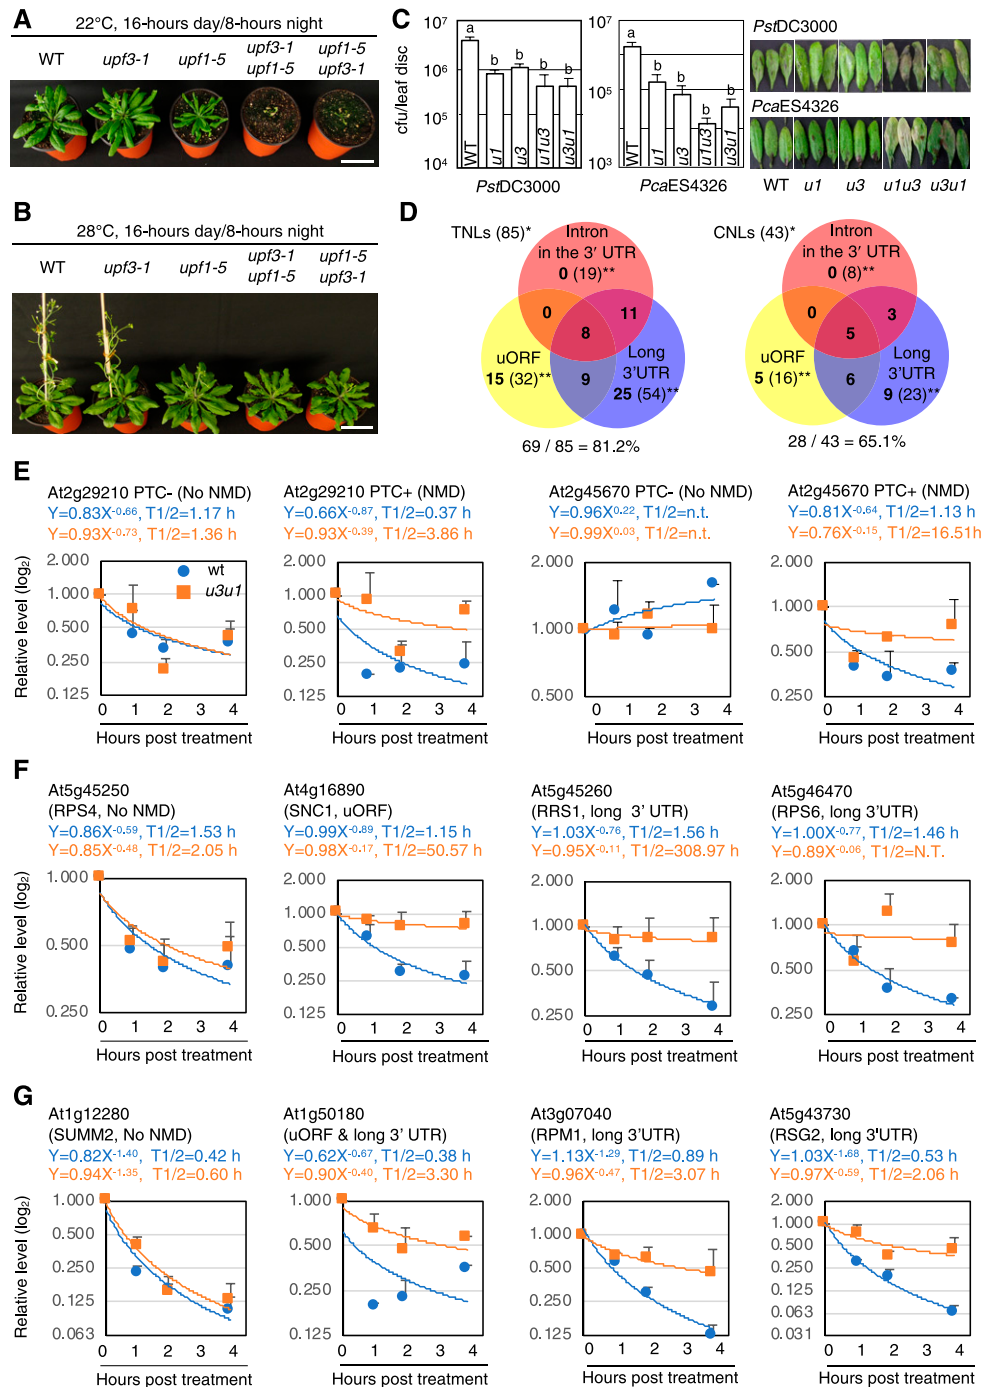 A
22°C, 16-hours day/8-hours night
WT upf3-1 upf1-5 upf3-1 upf1-5 upf1-5 upf3-1
B
28°C, 16-hours day/8-hours night
WT upf3-1 upf1-5 upf3-1 upf1-5 upf1-5 upf3-1
C
cfu/leaf disc
10⁷
10⁶
10⁵
10⁴
a b b b b
WT u1 u3 u1u3 u3u1
PstDC3000
10⁷
10⁵
10³
a b b b b
WT u1 u3 u1u3 u3u1
PcaES4326
PstDC3000
PcaES4326
WT u1 u3 u1u3 u3u1
D
TNLs (85)*
Intron
in the 3′ UTR
0 (19)**
0 11
8
uORF
15 (32)**
9
Long
3'UTR
25 (54)**
69 / 85 = 81.2%
CNLs (43)*
Intron
in the 3′ UTR
0 (8)**
0 3
5
uORF
5 (16)**
6
Long
3'UTR
9 (23)**
28 / 43 = 65.1%
E
Relative level (log₂)
At2g29210 PTC- (No NMD)
Y=0.83X⁻⁰·⁶⁶, T1/2=1.17 h
Y=0.93X⁻⁰·⁷³, T1/2=1.36 h
2.000
1.000
0.500
0.250
0.125
wt
u3u1
0 1 2 3 4
Hours post treatment
At2g29210 PTC+ (NMD)
Y=0.66X⁻⁰·⁸⁷, T1/2=0.37 h
Y=0.93X⁻⁰·³⁹, T1/2=3.86 h
2.000
1.000
0.500
0.250
0.125
0 1 2 3 4
Hours post treatment
At2g45670 PTC- (No NMD)
Y=0.96X⁰·²², T1/2=n.t.
Y=0.99X⁰·⁰³, T1/2=n.t.
2.000
1.000
0.500
0 1 2 3 4
Hours post treatment
At2g45670 PTC+ (NMD)
Y=0.81X⁻⁰·⁶⁴, T1/2=1.13 h
Y=0.76X⁻⁰·¹⁵, T1/2=16.51h
2.000
1.000
0.500
0.250
0 1 2 3 4
Hours post treatment
F
Relative level (log₂)
At5g45250
(RPS4, No NMD)
Y=0.86X⁻⁰·⁵⁹, T1/2=1.53 h
Y=0.85X⁻⁰·⁴⁸, T1/2=2.05 h
1.000
0.500
0.250
0 1 2 3 4
Hours post treatment
At4g16890
(SNC1, uORF)
Y=0.99X⁻⁰·⁸⁹, T1/2=1.15 h
Y=0.98X⁻⁰·¹⁷, T1/2=50.57 h
2.000
1.000
0.500
0.250
0.125
0 1 2 3 4
Hours post treatment
At5g45260
(RRS1, long 3′ UTR)
Y=1.03X⁻⁰·⁷⁶, T1/2=1.56 h
Y=0.95X⁻⁰·¹¹, T1/2=308.97 h
2.000
1.000
0.500
0.250
0 1 2 3 4
Hours post treatment
At5g46470
(RPS6, long 3'UTR)
Y=1.00X⁻⁰·⁷⁷, T1/2=1.46 h
Y=0.89X⁻⁰·⁰⁶, T1/2=N.T.
2.000
1.000
0.500
0.250
0 1 2 3 4
Hours post treatment
G
Relative level (log₂)
At1g12280
(SUMM2, No NMD)
Y=0.82X⁻¹·⁴⁰, T1/2=0.42 h
Y=0.94X⁻¹·³⁵, T1/2=0.60 h
1.000
0.500
0.250
0.125
0.063
0 1 2 3 4
Hours post treatment
At1g50180
(uORF & long 3′ UTR)
Y=0.62X⁻⁰·⁶⁷, T1/2=0.38 h
Y=0.90X⁻⁰·⁴⁰, T1/2=3.30 h
1.000
0.500
0.250
0.125
0 1 2 3 4
Hours post treatment
At3g07040
(RPM1, long 3'UTR)
Y=1.13X⁻¹·²⁹, T1/2=0.89 h
Y=0.96X⁻⁰·⁴⁷, T1/2=3.07 h
2.000
1.000
0.500
0.250
0.125
0 1 2 3 4
Hours post treatment
At5g43730
(RSG2, long 3'UTR)
Y=1.03X⁻¹·⁶⁸, T1/2=0.53 h
Y=0.97X⁻⁰·⁵⁹, T1/2=2.06 h
2.000
1.000
0.500
0.250
0.125
0.063
0.031
0 1 2 3 4
Hours post treatment